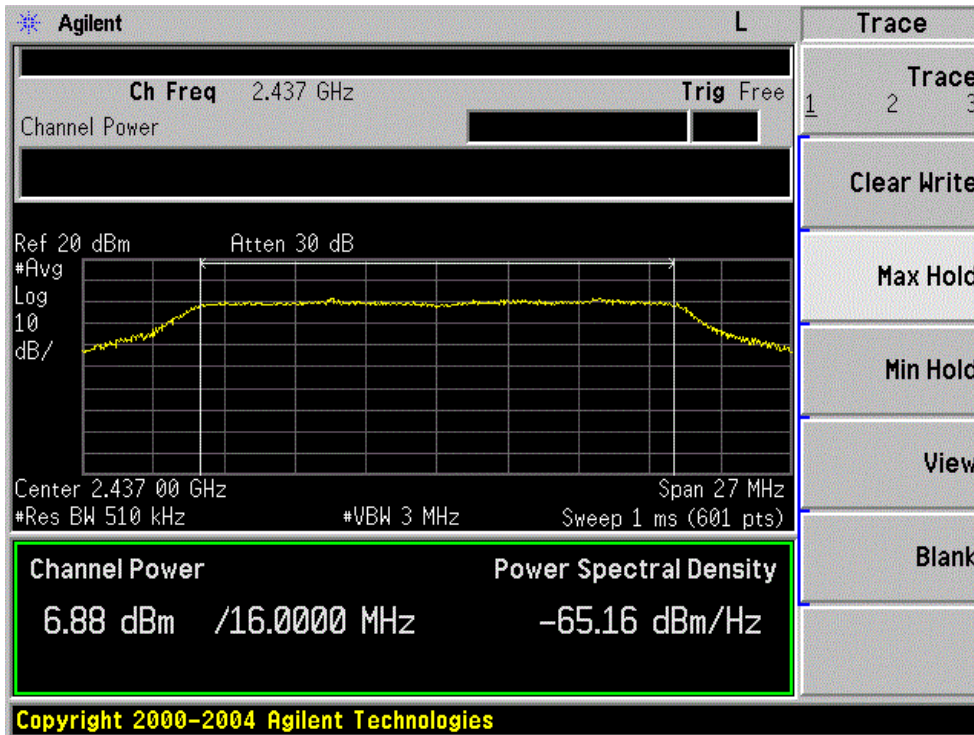 Agilent L
Ch Freq 2.437 GHz Trig Free
Channel Power
Ref 20 dBm Atten 30 dB
#Avg
Log
10
dB/
Center 2.437 00 GHz Span 27 MHz
#Res BW 510 kHz #VBW 3 MHz Sweep 1 ms (601 pts)
Channel Power Power Spectral Density
6.88 dBm /16.0000 MHz -65.16 dBm/Hz
Copyright 2000-2004 Agilent Technologies
Trace
Trace
1 2 3
Clear Write
Max Hold
Min Hold
View
Blank